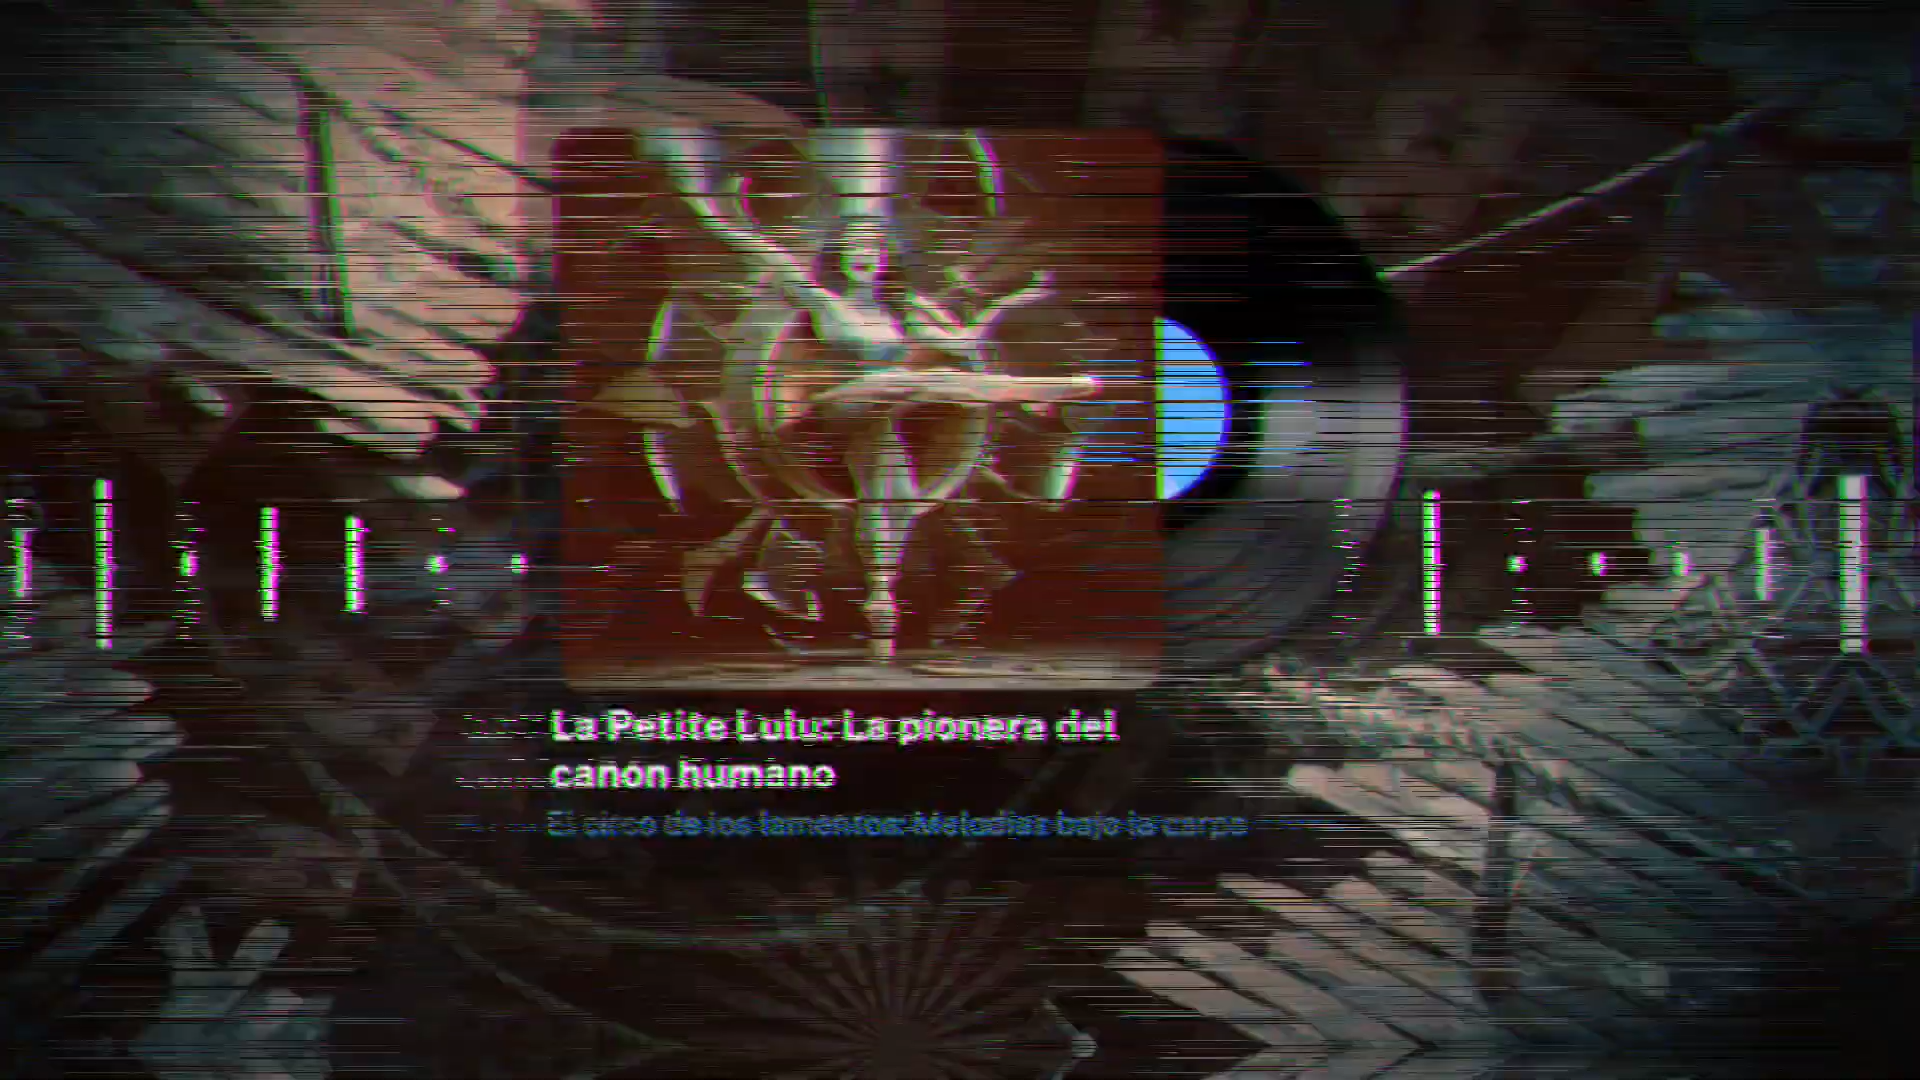 La Petite Lulu: La pionera del
canon humano
El circo de los lamentos: Melodías bajo la carpa